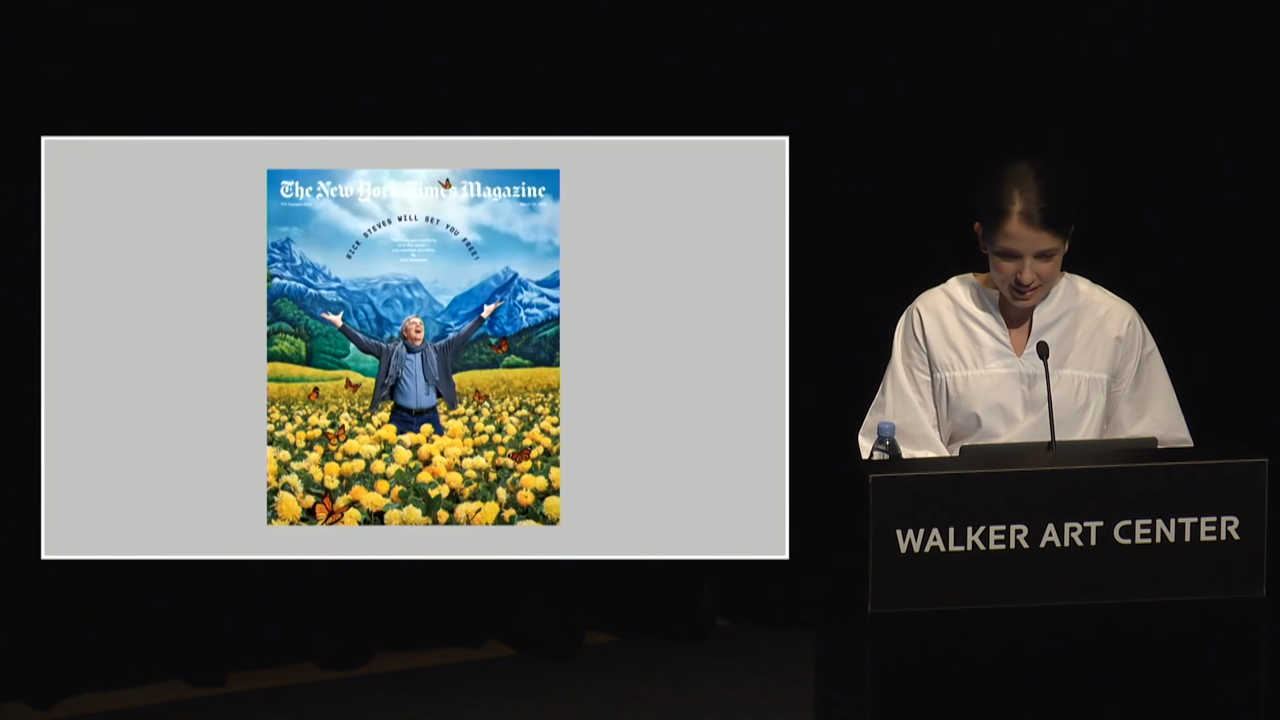 The New York Times Magazine
RICK STEVES WILL SET YOU FREE!
WALKER ART CENTER